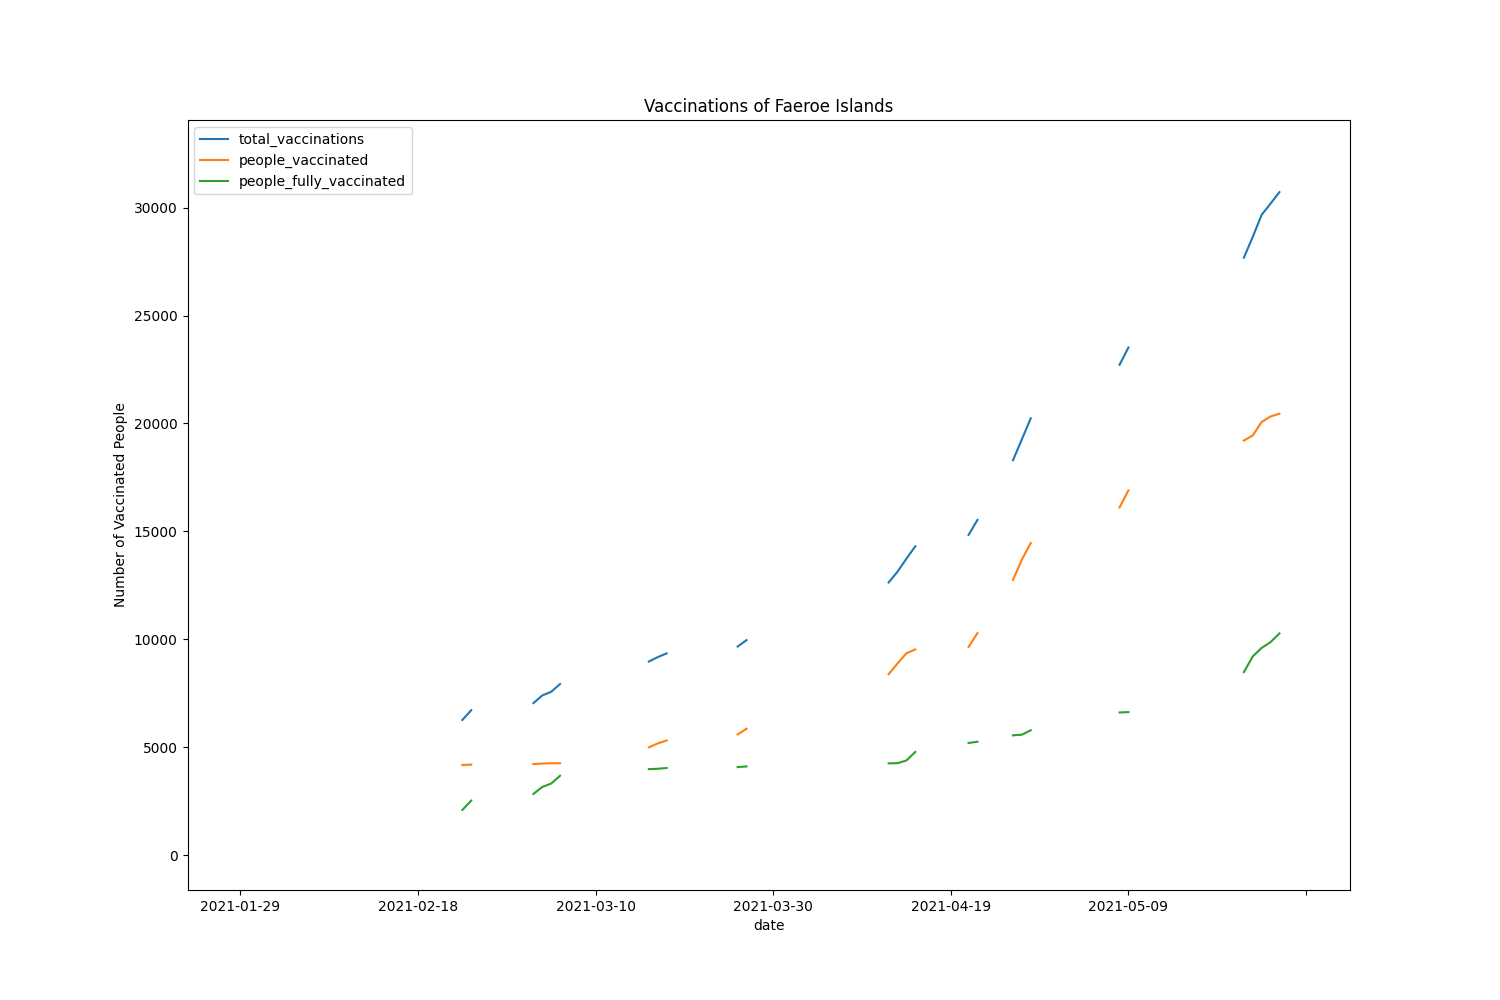 Vaccinations of Faeroe Islands
total_vaccinations
people_vaccinated
people_fully_vaccinated
30000
25000
20000
15000
10000
5000
0
Number of Vaccinated People
2021-01-29 2021-02-18 2021-03-10 2021-03-30 2021-04-19 2021-05-09
date